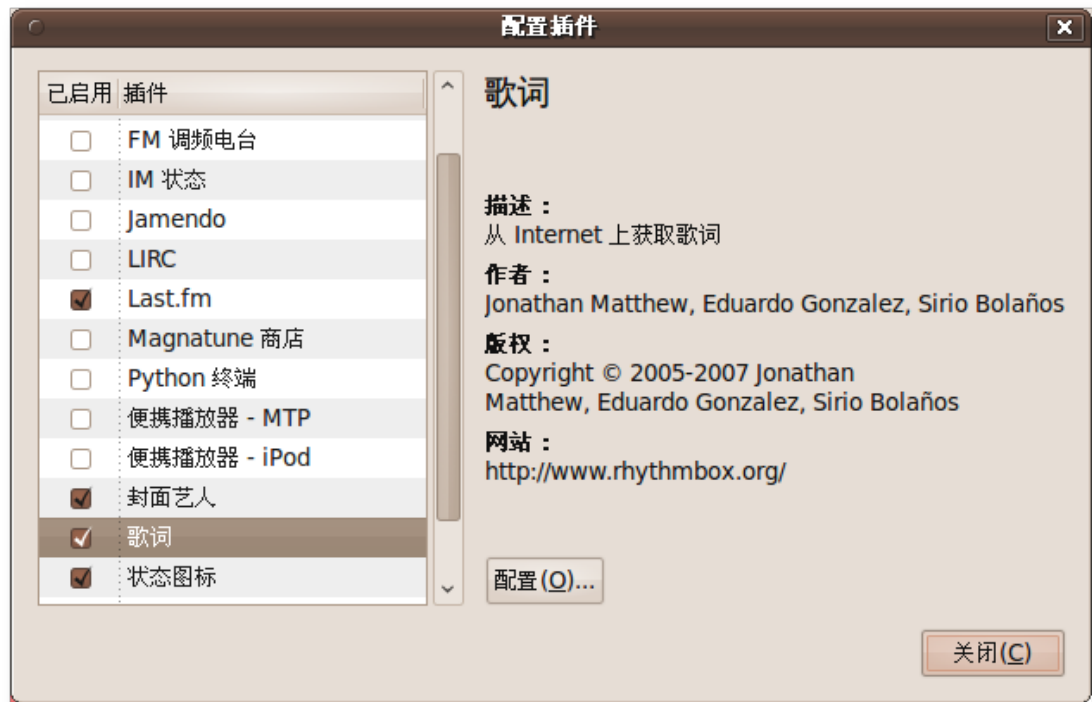 配置插件
已启用 插件
FM 调频电台
IM 状态
Jamendo
LIRC
Last.fm
Magnatune 商店
Python 终端
便携播放器 - MTP
便携播放器 - iPod
封面艺人
歌词
状态图标
歌词
描述：
从 Internet 上获取歌词
作者：
Jonathan Matthew, Eduardo Gonzalez, Sirio Bolaños
版权：
Copyright © 2005-2007 Jonathan
Matthew, Eduardo Gonzalez, Sirio Bolaños
网站：
http://www.rhythmbox.org/
配置(O)...
关闭(C)